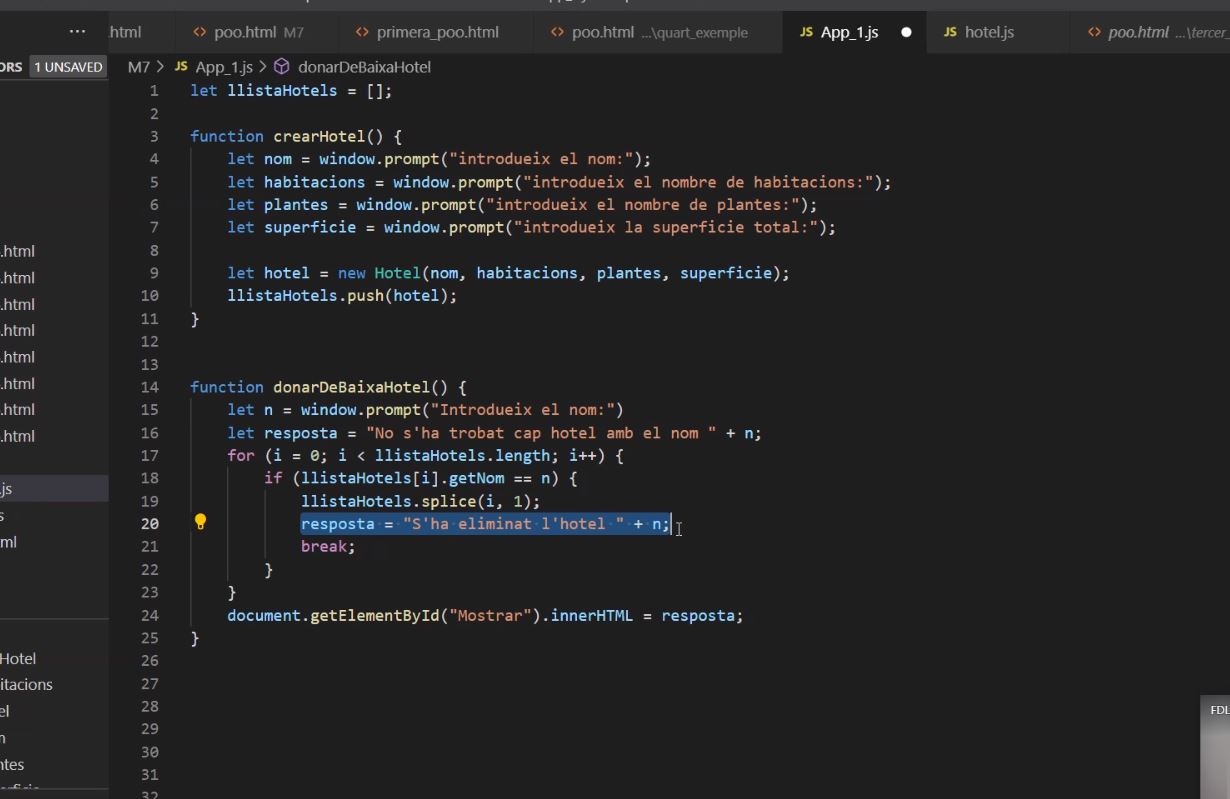 html
poo.html M7
primera_poo.html
poo.html ...\quart_exemple
JS App_1.js
JS hotel.js
poo.html ...\tercer_
ORS 1 UNSAVED
M7 > JS App_1.js > donarDeBaixaHotel
1 let llistaHotels = [];
2
3 function crearHotel() {
4 let nom = window.prompt("introdueix el nom:");
5 let habitacions = window.prompt("introdueix el nombre de habitacions:");
6 let plantes = window.prompt("introdueix el nombre de plantes:");
7 let superficie = window.prompt("introdueix la superficie total:");
8
9 let hotel = new Hotel(nom, habitacions, plantes, superficie);
10 llistaHotels.push(hotel);
11 }
12
13
14 function donarDeBaixaHotel() {
15 let n = window.prompt("Introdueix el nom:")
16 let resposta = "No s'ha trobat cap hotel amb el nom " + n;
17 for (i = 0; i < llistaHotels.length; i++) {
18 if (llistaHotels[i].getNom == n) {
19 llistaHotels.splice(i, 1);
20 resposta = "S'ha eliminat l'hotel " + n;
21 break;
22 }
23 }
24 document.getElementById("Mostrar").innerHTML = resposta;
25 }
26
27
28
29
30
31
32
.html
.html
.html
.html
.html
.html
.html
.html
.js
s
ml
Hotel
itacions
el
m
ntes
FDL